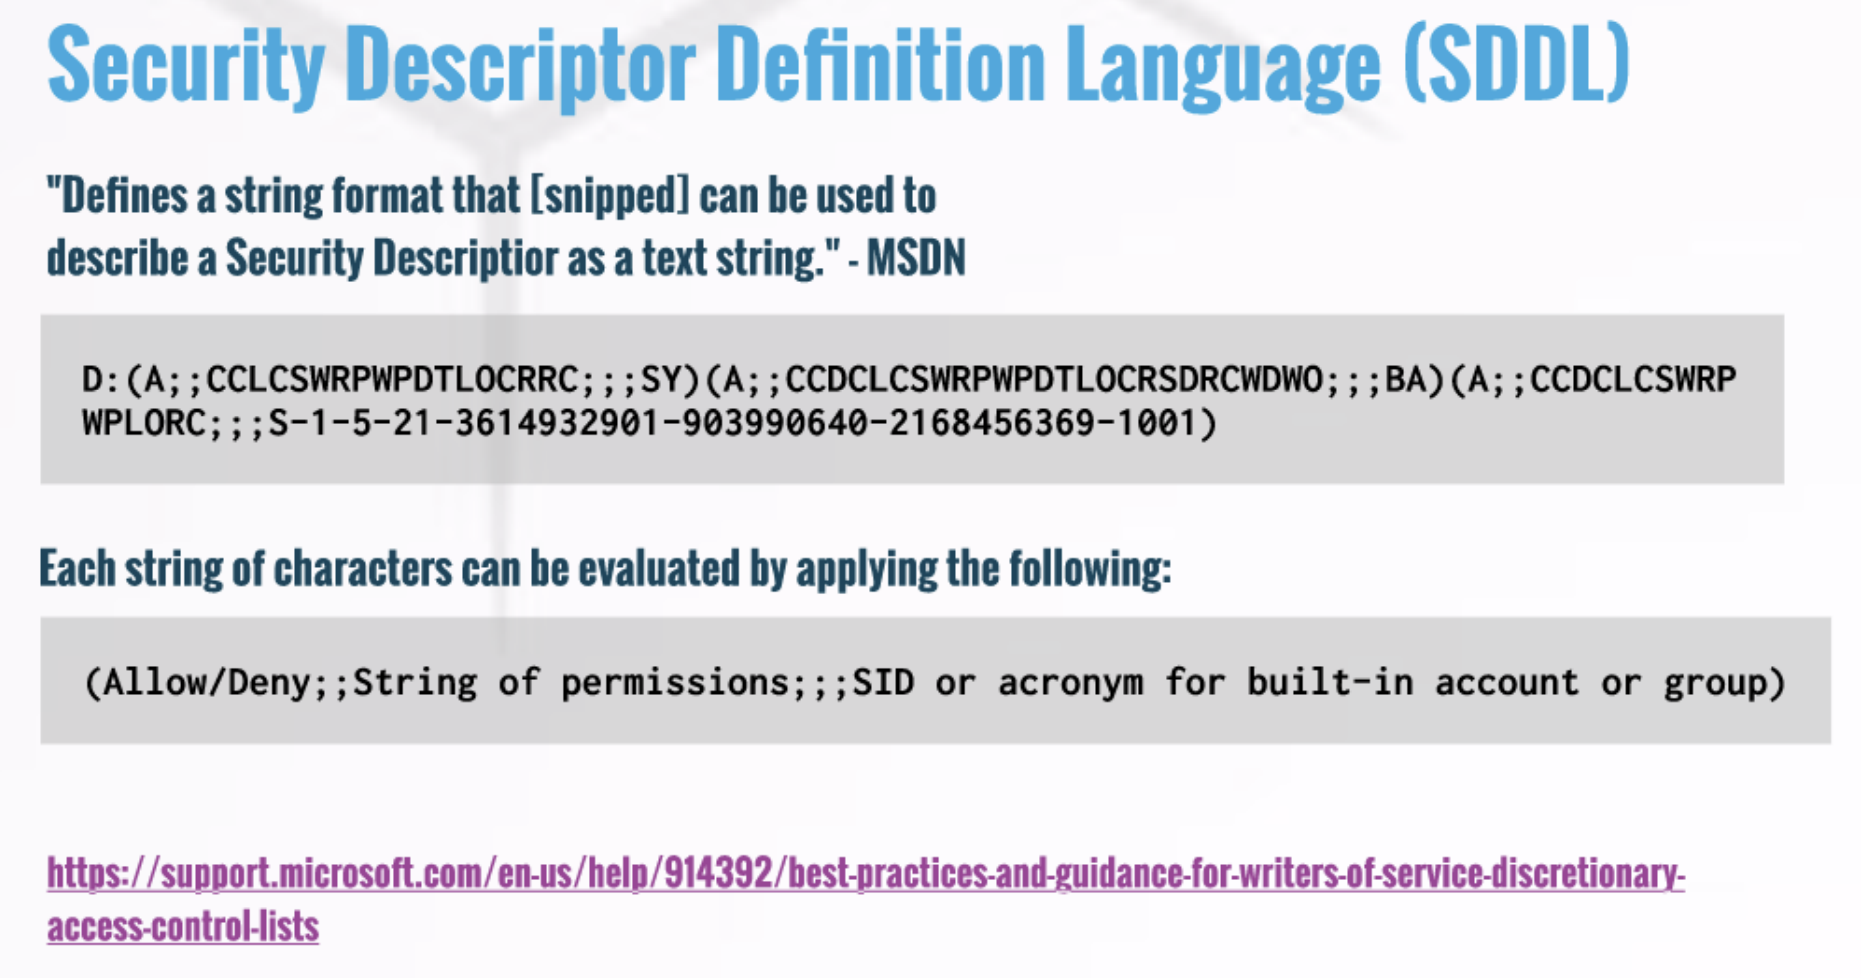 Security Descriptor Definition Language (SDDL)
"Defines a string format that [snipped] can be used to
describe a Security Descriptior as a text string." - MSDN
D:(A;;CCLCSWRPWPDTLOCRRC;;;SY)(A;;CCDCLCSWRPWPDTLOCRSDRCWDWO;;;BA)(A;;CCDCLCSWRP
WPLORC;;;S-1-5-21-3614932901-903990640-2168456369-1001)
Each string of characters can be evaluated by applying the following:
(Allow/Deny;;String of permissions;;;SID or acronym for built-in account or group)
https://support.microsoft.com/en-us/help/914392/best-practices-and-guidance-for-writers-of-service-discretionary-
access-control-lists